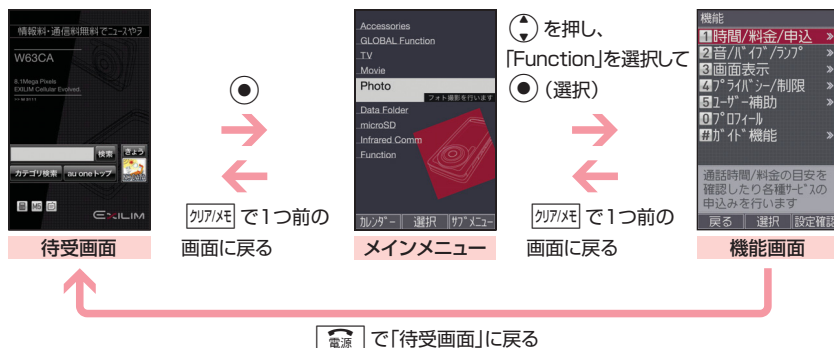 情報料・通信料無料でニュースやラ
W63CA
8.1Mega Pixels
EXILIM Cellular Evolved.
検索
きょう
カテゴリ検索
au oneトップ
EXILIM
待受画面
クリア/メモ で1つ前の
画面に戻る
Accessories
GLOBAL Function
TV
Movie
Photo
フォト撮影を行います
Data Folder
microSD
Infrared Comm
Function
カレンダー 選択 サブメニュー
メインメニュー
を押し、
「Function」を選択して
(選択)
クリア/メモ で1つ前の
画面に戻る
機能
1時間/料金/申込 »
2音/バイブ/ランプ »
3画面表示 »
4プライバシー/制限 »
5ユーザー補助 »
0プロフィール
#ガイド機能 »
通話時間/料金の目安を
確認したり各種サービスの
申込みを行います
戻る 選択 設定確認
機能画面
電源 で「待受画面」に戻る